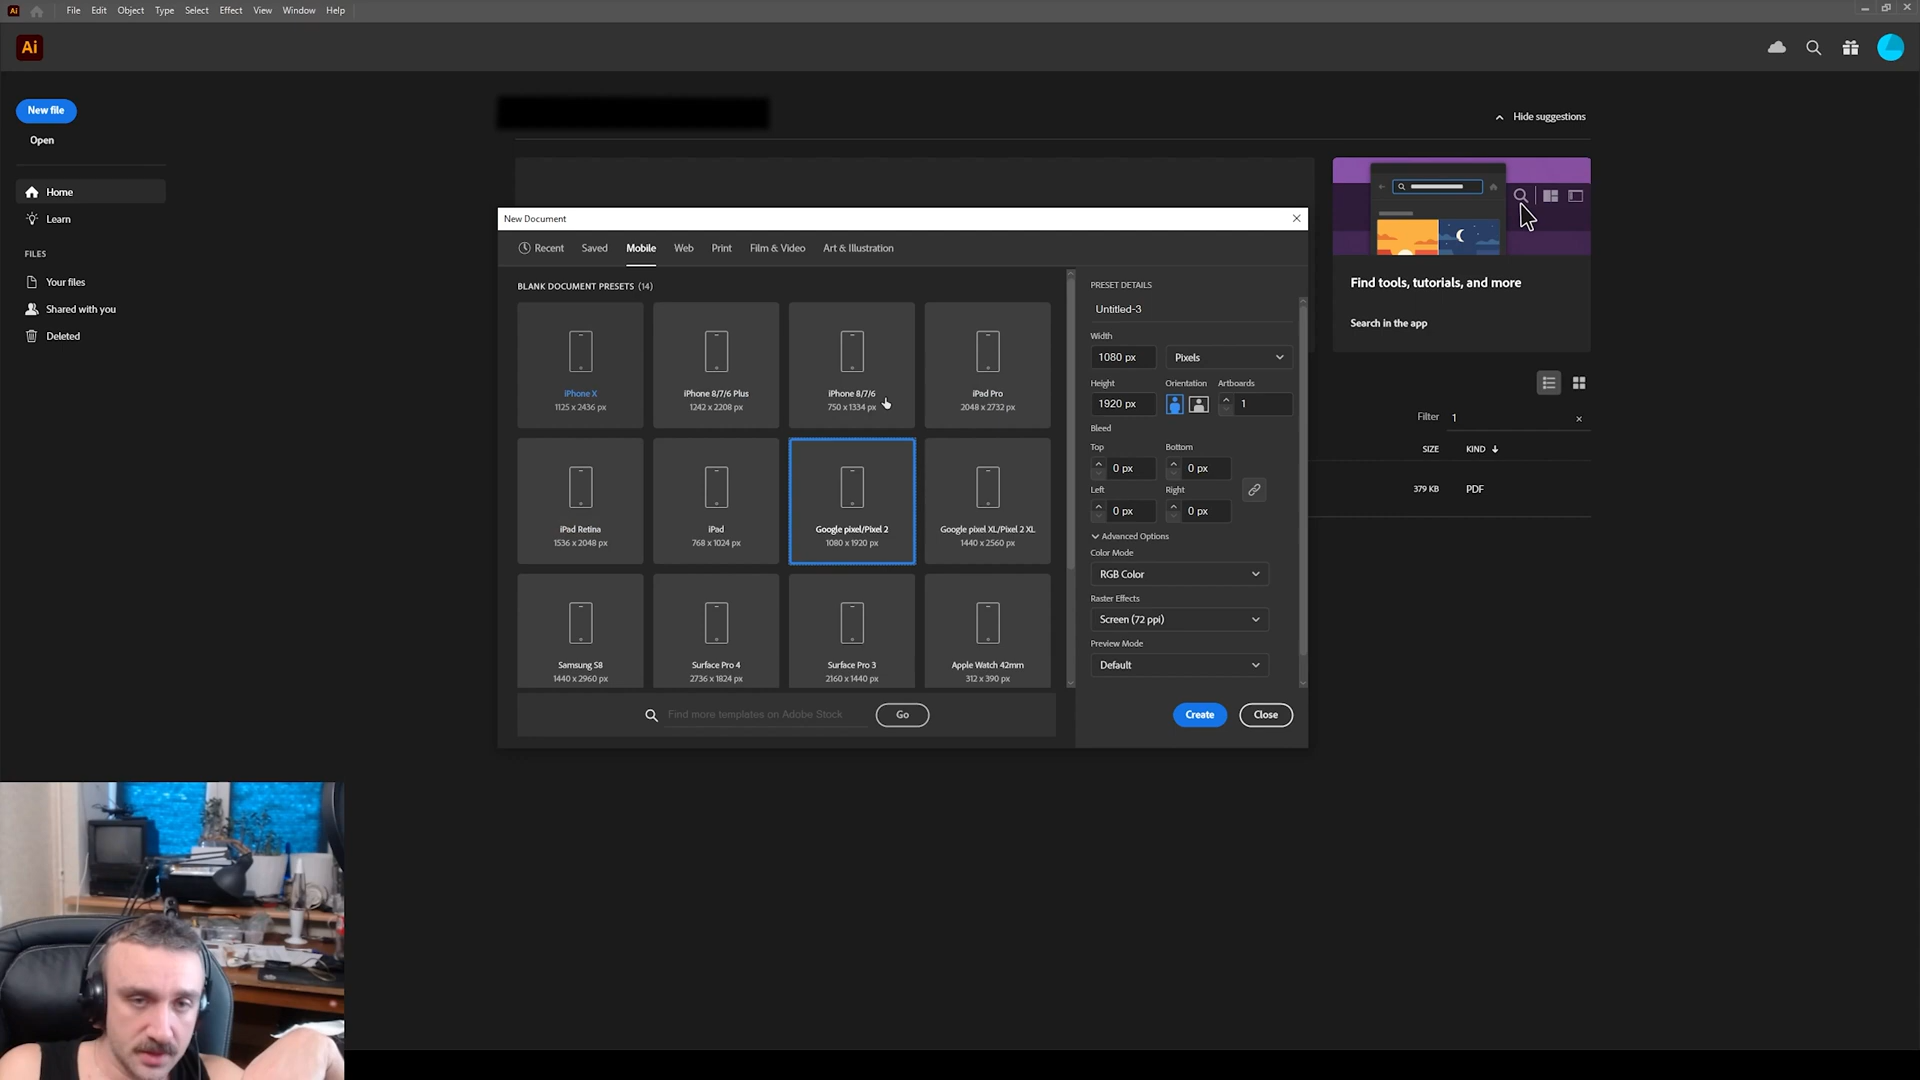 Ai File Edit Object Type Select Effect View Window Help
Ai
New file
Open
Hide suggestions
Home
Learn
FILES
Your files
Shared with you
Deleted
New Document
Recent Saved Mobile Web Print Film & Video Art & Illustration
BLANK DOCUMENT PRESETS (14)
iPhone X
1125 x 2436 px
iPhone 8/7/6 Plus
1242 x 2208 px
iPhone 8/7/6
750 x 1334 px
iPad Pro
2048 x 2732 px
iPad Retina
1536 x 2048 px
iPad
768 x 1024 px
Google pixel/Pixel 2
1080 x 1920 px
Google pixel XL/Pixel 2 XL
1440 x 2560 px
Samsung S8
1440 x 2960 px
Surface Pro 4
2736 x 1824 px
Surface Pro 3
2160 x 1440 px
Apple Watch 42mm
312 x 390 px
Find more templates on Adobe Stock Go
PRESET DETAILS
Untitled-3
Width
1080 px Pixels
Height Orientation Artboards
1920 px 1
Bleed
Top Bottom
0 px 0 px
Left Right
0 px 0 px
Advanced Options
Color Mode
RGB Color
Raster Effects
Screen (72 ppi)
Preview Mode
Default
Create Close
Find tools, tutorials, and more
Search in the app
Filter 1
SIZE KIND
379 KB PDF